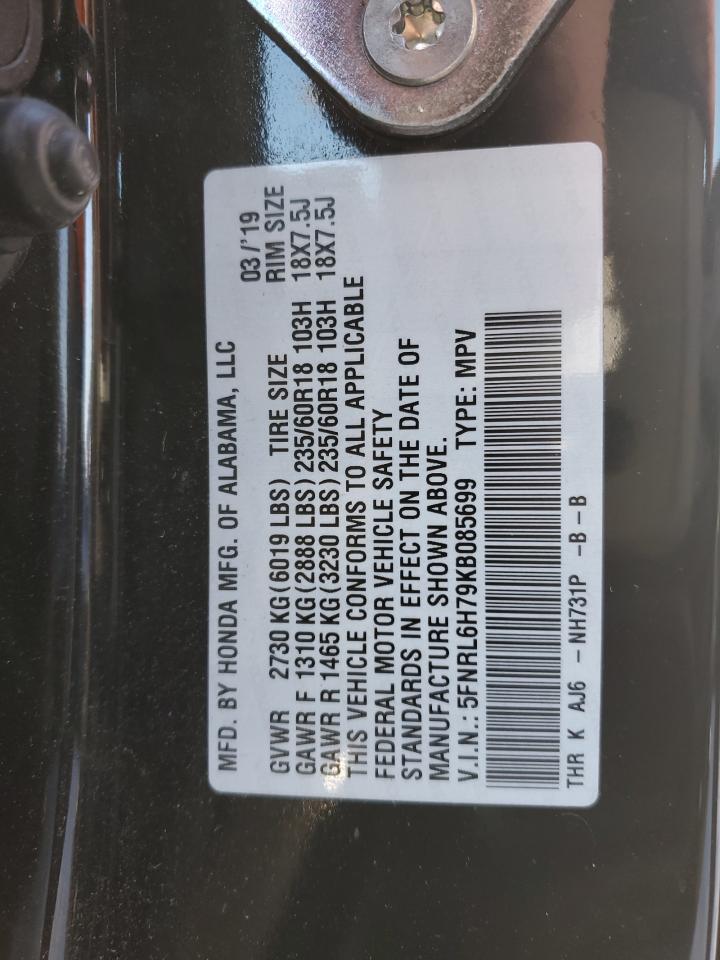 MFD. BY HONDA MFG. OF ALABAMA, LLC 03/'19
GVWR 2730 KG(6019 LBS) TIRE SIZE RIM SIZE
GAWR F 1310 KG(2888 LBS)235/60R18 103H 18X7.5J
GAWR R 1465 KG(3230 LBS)235/60R18 103H 18X7.5J
THIS VEHICLE CONFORMS TO ALL APPLICABLE
FEDERAL MOTOR VEHICLE SAFETY
STANDARDS IN EFFECT ON THE DATE OF
MANUFACTURE SHOWN ABOVE.
V.I.N.: 5FNRL6H79KB085699 TYPE: MPV
THR K AJ6 - NH731P -B-B